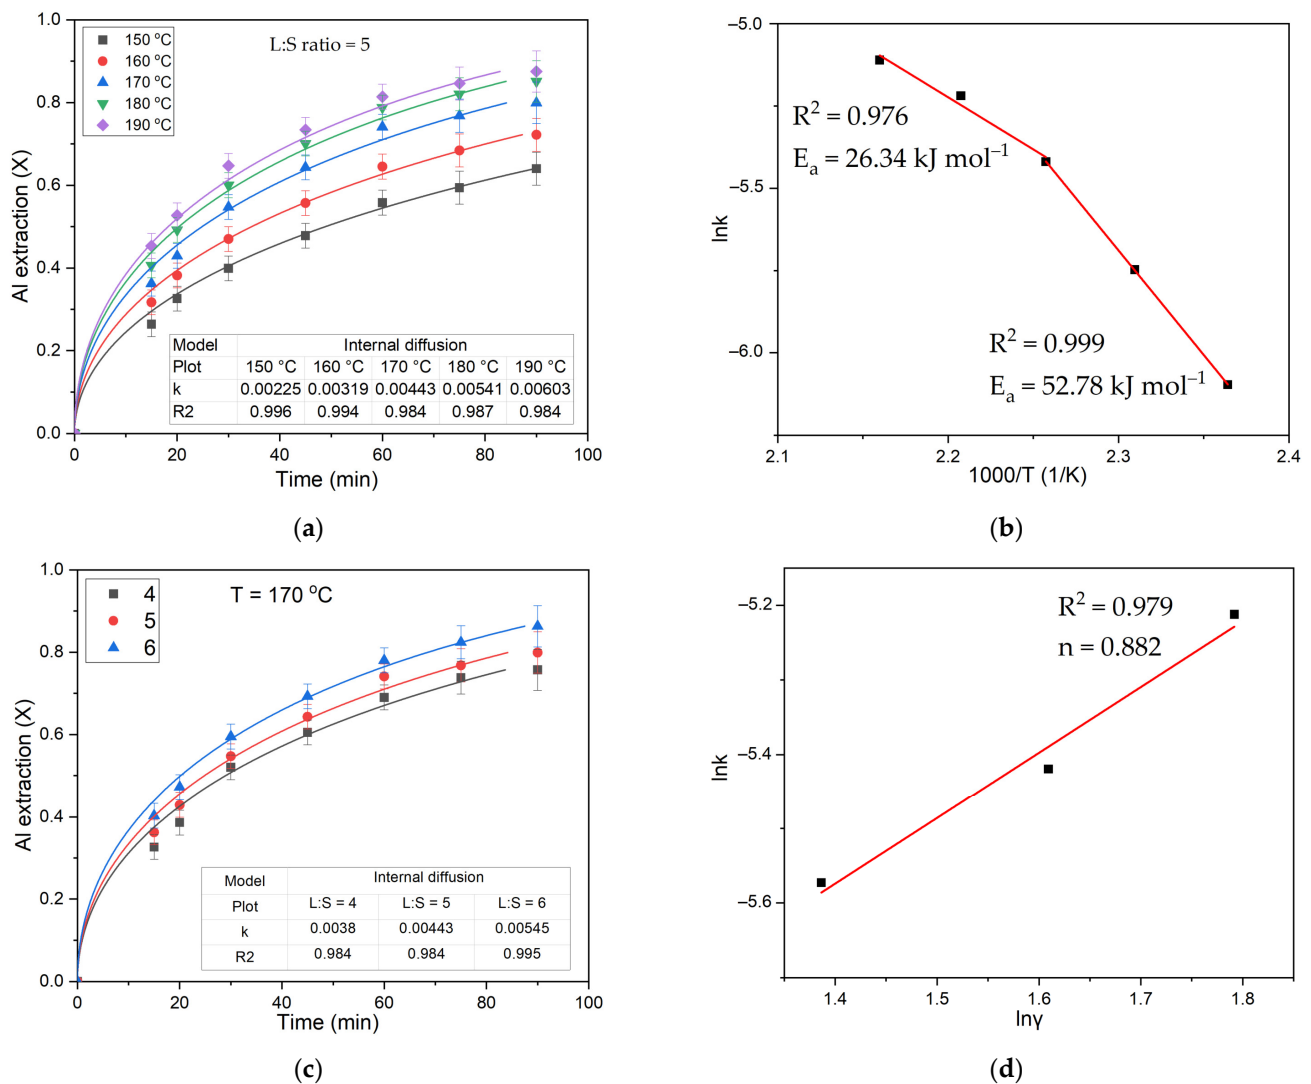 1.0
0.8
0.6
0.4
0.2
0.0
Al extraction (X)
150 °C
160 °C
170 °C
180 °C
190 °C
L:S ratio = 5
Model Internal diffusion
Plot 150 °C 160 °C 170 °C 180 °C 190 °C
k 0.00225 0.00319 0.00443 0.00541 0.00603
R2 0.996 0.994 0.984 0.987 0.984
0 20 40 60 80 100
Time (min)
(a)
−5.0
−5.5
−6.0
lnk
R² = 0.976
Eₐ = 26.34 kJ mol⁻¹
R² = 0.999
Eₐ = 52.78 kJ mol⁻¹
2.1 2.2 2.3 2.4
1000/T (1/K)
(b)
1.0
0.8
0.6
0.4
0.2
0.0
Al extraction (X)
4
5
6
T = 170 °C
Model Internal diffusion
Plot L:S = 4 L:S = 5 L:S = 6
k 0.0038 0.00443 0.00545
R2 0.984 0.984 0.995
0 20 40 60 80 100
Time (min)
(c)
−5.2
−5.4
−5.6
lnk
R² = 0.979
n = 0.882
1.4 1.5 1.6 1.7 1.8
lnγ
(d)